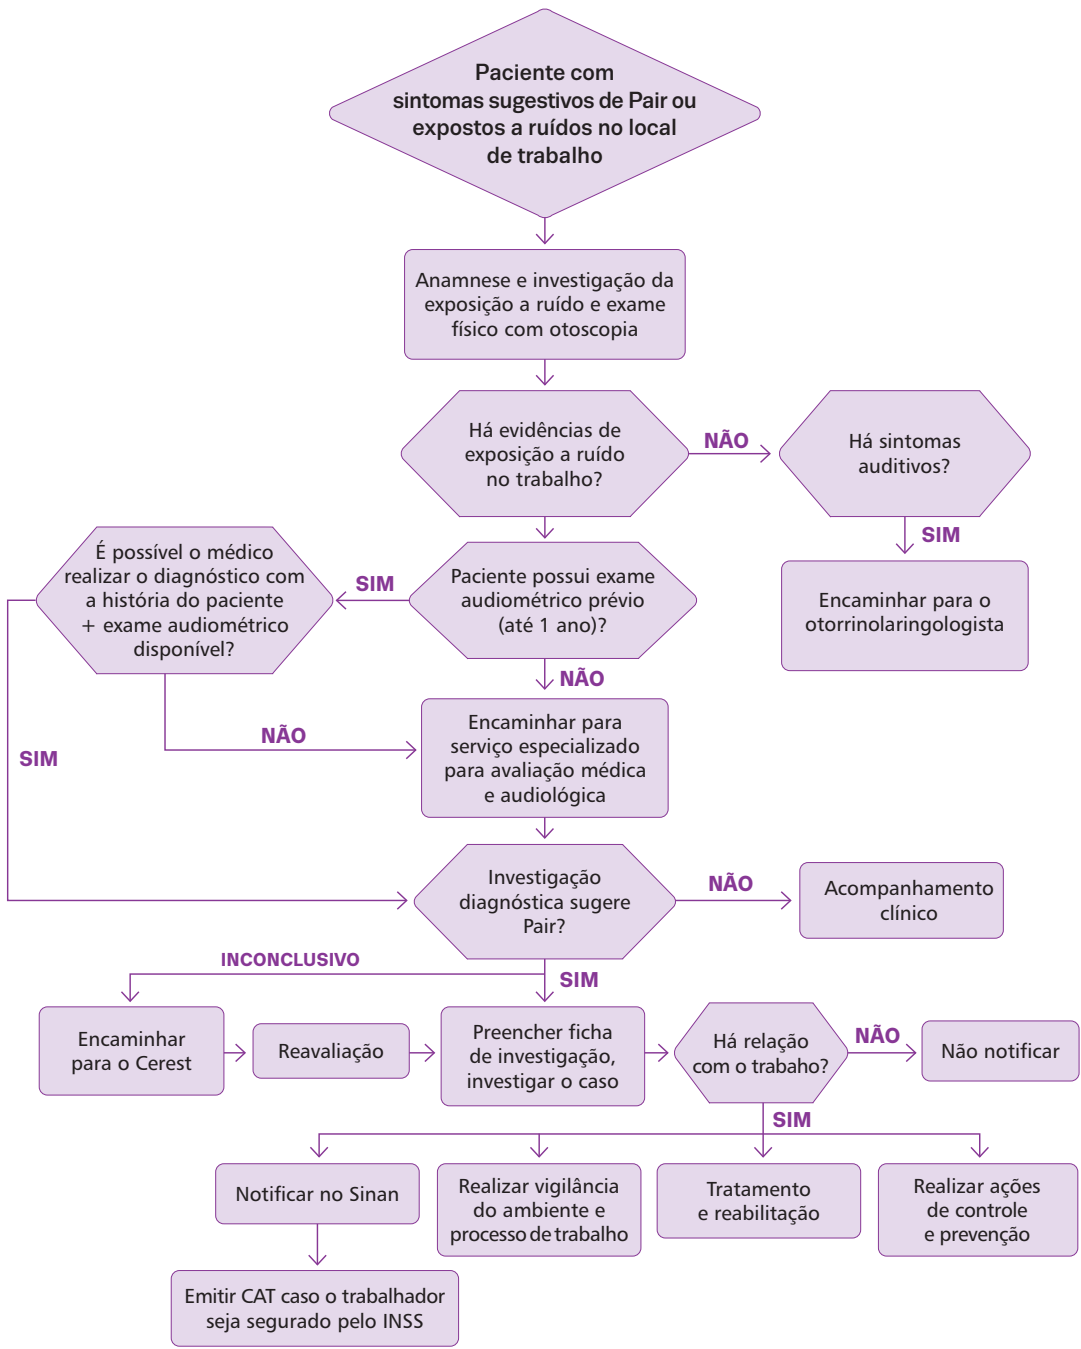 Paciente com
sintomas sugestivos de Pair ou
expostos a ruídos no local
de trabalho
Anamnese e investigação da
exposição a ruído e exame
físico com otoscopia
Há evidências de
exposição a ruído
no trabalho?
NÃO
Há sintomas
auditivos?
SIM
Encaminhar para o
otorrinolaringologista
Paciente possui exame
audiométrico prévio
(até 1 ano)?
SIM
É possível o médico
realizar o diagnóstico com
a história do paciente
+ exame audiométrico
disponível?
NÃO
NÃO
SIM
Encaminhar para
serviço especializado
para avaliação médica
e audiológica
Investigação
diagnóstica sugere
Pair?
NÃO
Acompanhamento
clínico
INCONCLUSIVO
SIM
Encaminhar
para o Cerest
Reavaliação
Preencher ficha
de investigação,
investigar o caso
Há relação
com o trabaho?
NÃO
Não notificar
SIM
Notificar no Sinan
Realizar vigilância
do ambiente e
processo de trabalho
Tratamento
e reabilitação
Realizar ações
de controle
e prevenção
Emitir CAT caso o trabalhador
seja segurado pelo INSS